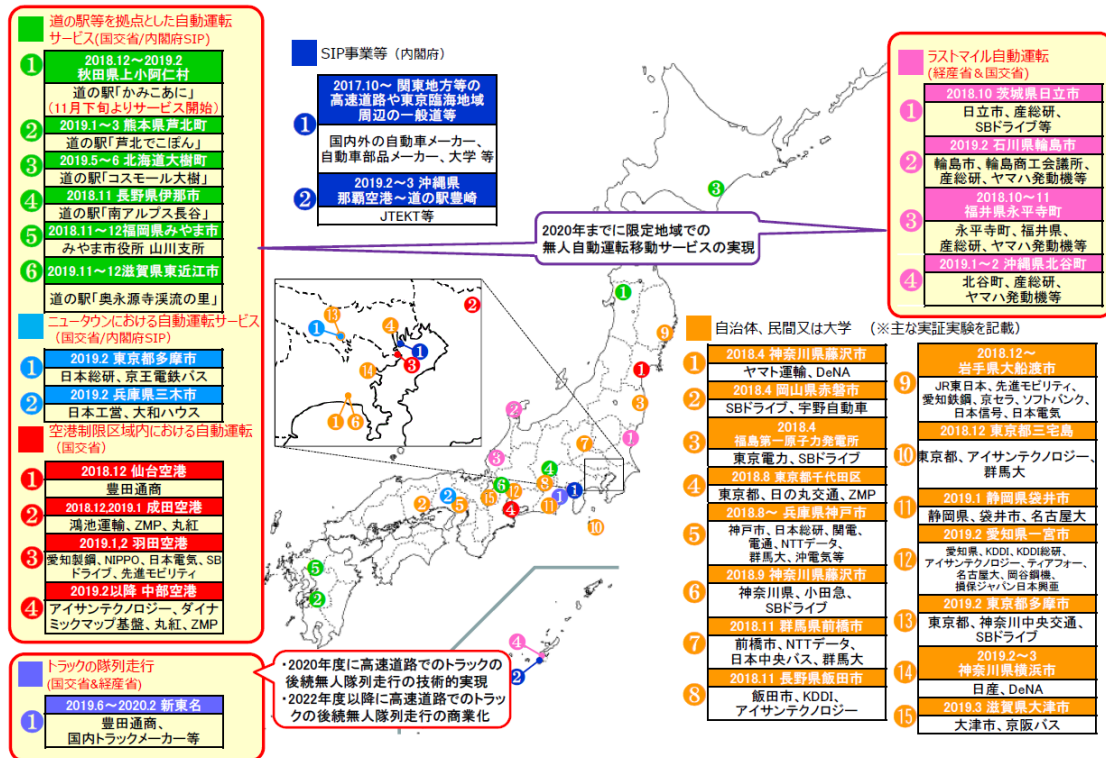 道の駅等を拠点とした自動運転
サービス(国交省/内閣府SIP)
1
2018.12～2019.2
秋田県上小阿仁村
道の駅「かみこあに」
(11月下旬よりサービス開始)
2
2019.1～3 熊本県芦北町
道の駅「芦北でこぽん」
3
2019.5～6 北海道大樹町
道の駅「コスモール大樹」
4
2018.11 長野県伊那市
道の駅「南アルプス長谷」
5
2018.11～12福岡県みやま市
みやま市役所 山川支所
6
2019.11～12滋賀県東近江市
道の駅「奥永源寺渓流の里」
ニュータウンにおける自動運転サービス
(国交省/内閣府SIP)
1
2019.2 東京都多摩市
日本総研、京王電鉄バス
2
2019.2 兵庫県三木市
日本工営、大和ハウス
空港制限区域内における自動運転
(国交省)
1
2018.12 仙台空港
豊田通商
2
2018.12,2019.1 成田空港
鴻池運輸、ZMP、丸紅
3
2019.1,2 羽田空港
愛知製鋼、NIPPO、日本電気、SB
ドライブ、先進モビリティ
4
2019.2以降 中部空港
アイサンテクノロジー、ダイナ
ミックマップ基盤、丸紅、ZMP
トラックの隊列走行
(国交省&経産省)
1
2019.6～2020.2 新東名
豊田通商、
国内トラックメーカー等
・2020年度に高速道路でのトラックの
後続無人隊列走行の技術的実現
・2022年度以降に高速道路でのトラッ
クの後続無人隊列走行の商業化
SIP事業等（内閣府）
1
2017.10～ 関東地方等の
高速道路や東京臨海地域
周辺の一般道等
国内外の自動車メーカー、
自動車部品メーカー、大学 等
2
2019.2～3 沖縄県
那覇空港～道の駅豊崎
JTEKT等
2020年までに限定地域での
無人自動運転移動サービスの実現
ラストマイル自動運転
(経産省&国交省)
1
2018.10 茨城県日立市
日立市、産総研、
SBドライブ等
2
2019.2 石川県輪島市
輪島市、輪島商工会議所、
産総研、ヤマハ発動機等
3
2018.10～11
福井県永平寺町
永平寺町、福井県、
産総研、ヤマハ発動機等
4
2019.1～2 沖縄県北谷町
北谷町、産総研、
ヤマハ発動機等
自治体、民間又は大学 （※主な実証実験を記載）
1
2018.4 神奈川県藤沢市
ヤマト運輸、DeNA
2
2018.4 岡山県赤磐市
SBドライブ、宇野自動車
3
2018.4
福島第一原子力発電所
東京電力、SBドライブ
4
2018.8 東京都千代田区
東京都、日の丸交通、ZMP
5
2018.8～ 兵庫県神戸市
神戸市、日本総研、関電、
電通、NTTデータ、
群馬大、沖電気等
6
2018.9 神奈川県藤沢市
神奈川県、小田急、
SBドライブ
7
2018.11 群馬県前橋市
前橋市、NTTデータ、
日本中央バス、群馬大
8
2018.11 長野県飯田市
飯田市、KDDI、
アイサンテクノロジー
9
2018.12～
岩手県大船渡市
JR東日本、先進モビリティ、
愛知鉄鋼、京セラ、ソフトバンク、
日本信号、日本電気
10
2018.12 東京都三宅島
東京都、アイサンテクノロジー、
群馬大
11
2019.1 静岡県袋井市
静岡県、袋井市、名古屋大
12
2019.2 愛知県一宮市
愛知県、KDDI、KDDI総研、
アイサンテクノロジー、ティアフォー、
名古屋大、岡谷鋼機、
損保ジャパン日本興亜
13
2019.2 東京都多摩市
東京都、神奈川中央交通、
SBドライブ
14
2019.2～3
神奈川県横浜市
日産、DeNA
15
2019.3 滋賀県大津市
大津市、京阪バス